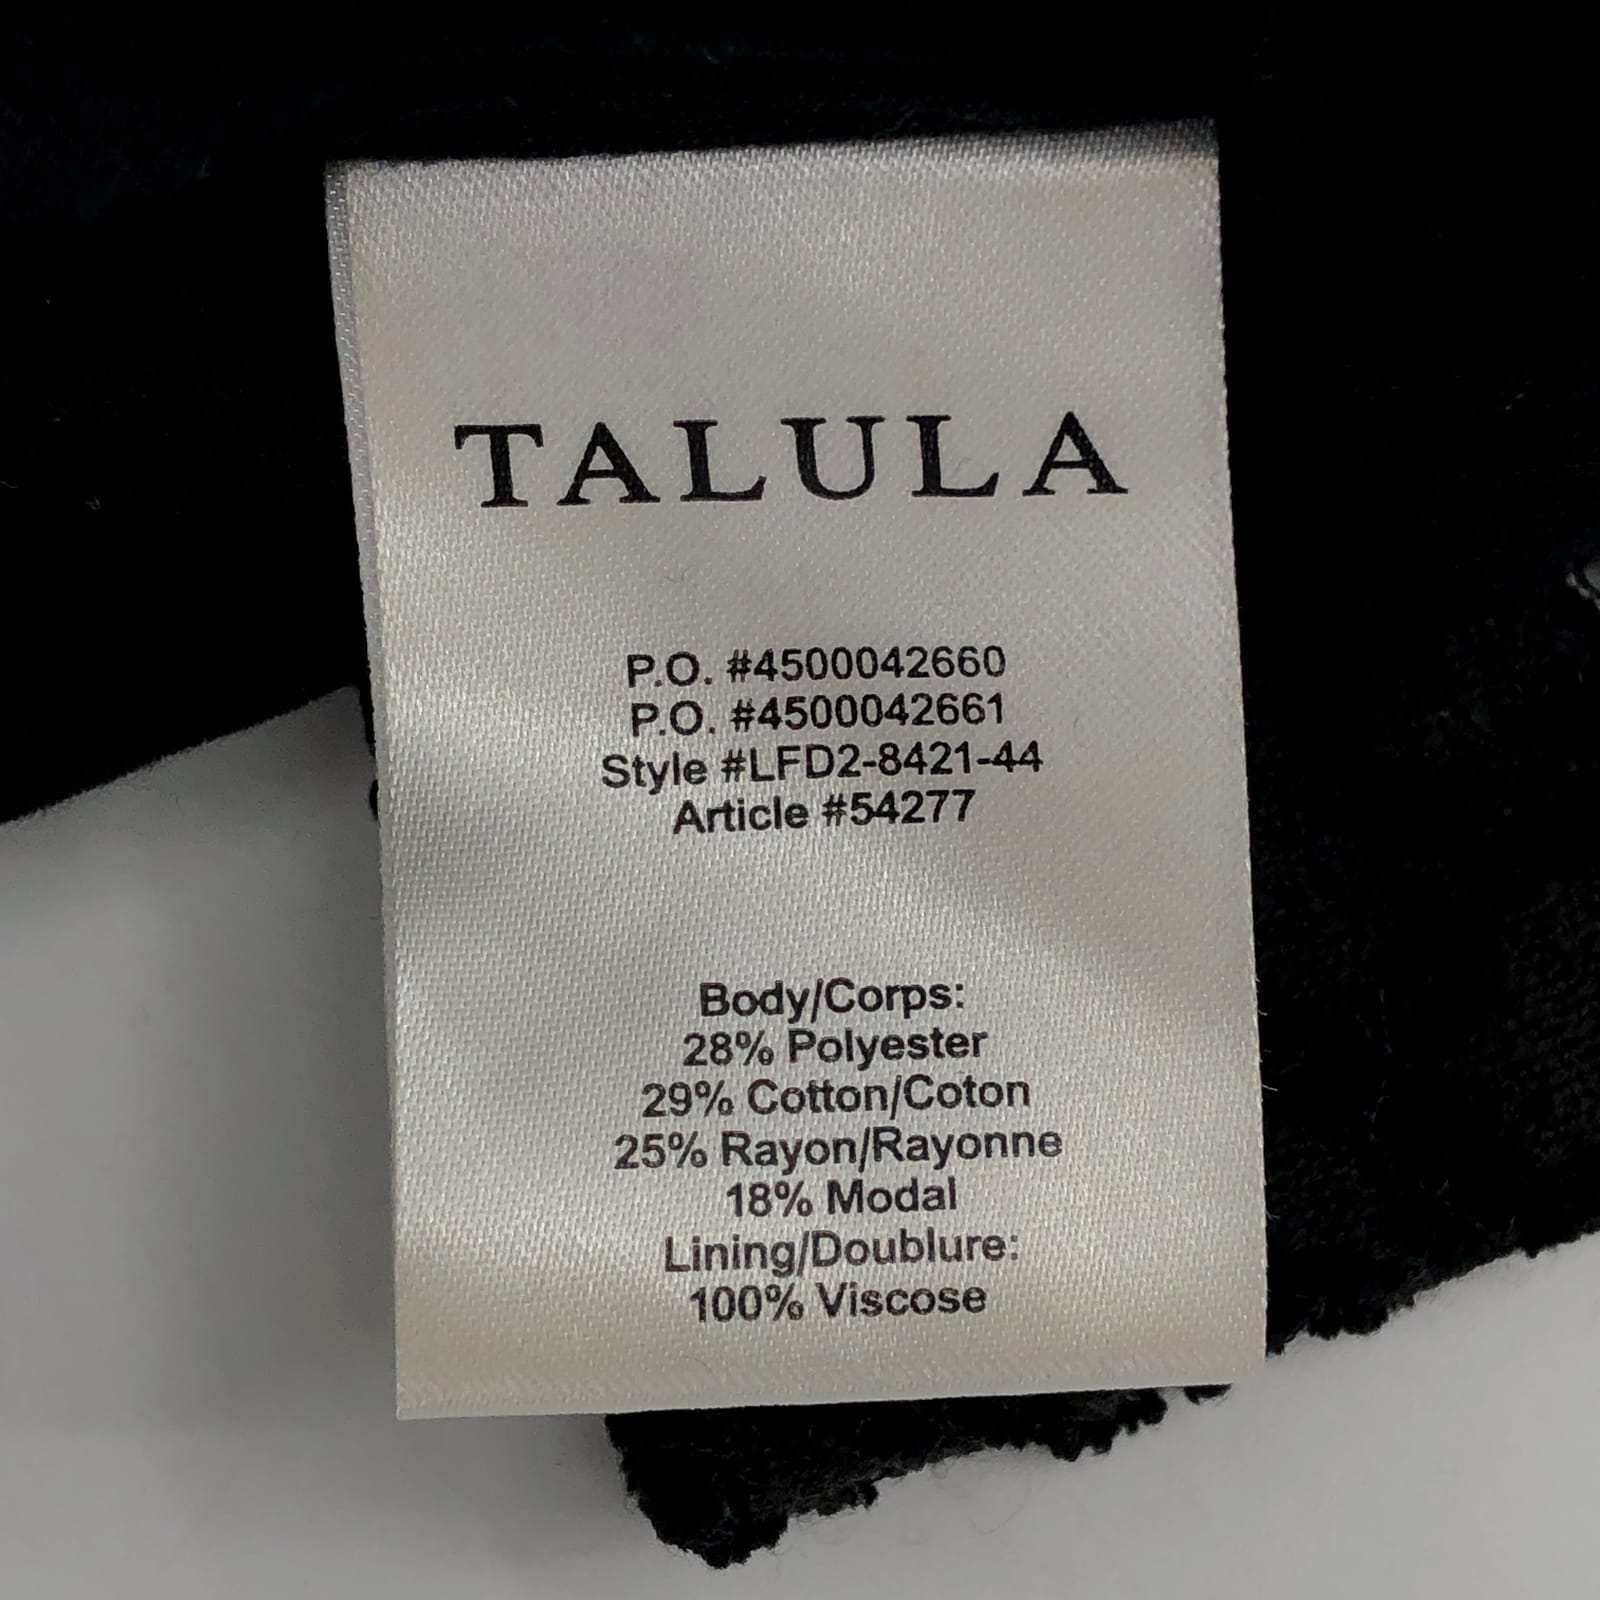 TALULA
P.O. #4500042660
P.O. #4500042661
Style #LFD2-8421-44
Article #54277
Body/Corps:
28% Polyester
29% Cotton/Coton
25% Rayon/Rayonne
18% Modal
Lining/Doublure:
100% Viscose